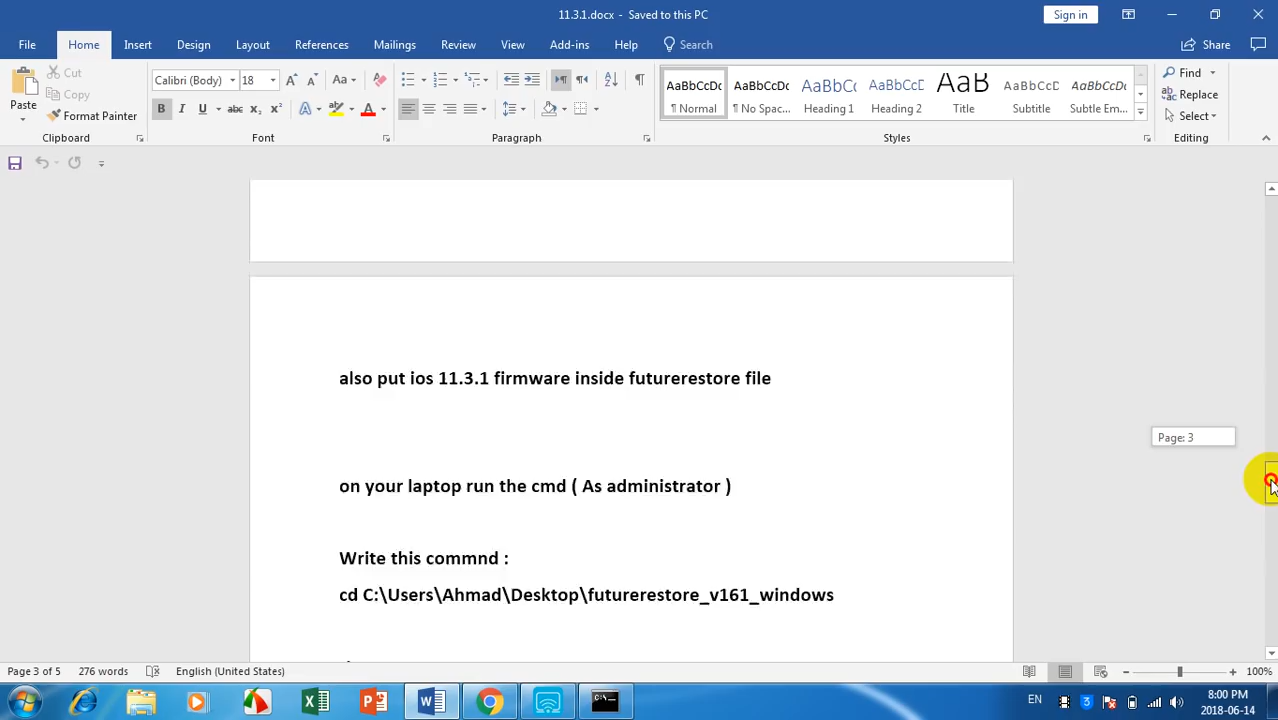 11.3.1.docx - Saved to this PC
Sign in
File Home Insert Design Layout References Mailings Review View Add-ins Help Search Share
Paste
Cut
Copy
Format Painter
Clipboard
Calibri (Body) 18
Font
Paragraph
AaBbCcDc AaBbCcDc AaBbCc AaBbCcD AaB AaBbCcD AaBbCcDc
¶ Normal ¶ No Spac... Heading 1 Heading 2 Title Subtitle Subtle Em...
Styles
Find
Replace
Select
Editing
also put ios 11.3.1 firmware inside futurerestore file
Page: 3
on your laptop run the cmd ( As administrator )
Write this commnd :
cd C:\Users\Ahmad\Desktop\futurerestore_v161_windows
Page 3 of 5 276 words English (United States) 100%
EN
8:00 PM
2018-06-14